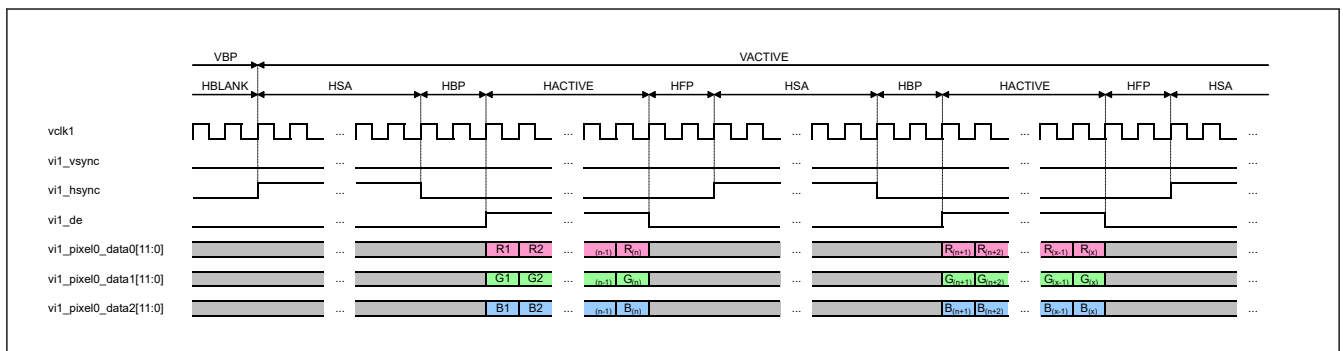 VBP VACTIVE
HBLANK HSA HBP HACTIVE HFP HSA HBP HACTIVE HFP HSA
vclk1 ... ... ... ... ...
vi1_vsync ... ... ... ... ...
vi1_hsync ... ... ... ... ...
vi1_de ... ... ... ... ...
vi1_pixel0_data0[11:0] ... R1 R2 ... (n-1) R(n) ... R(n+1) R(n+2) ... R(x-1) R(x) ...
vi1_pixel0_data1[11:0] ... G1 G2 ... (n-1) G(n) ... G(n+1) G(n+2) ... G(x-1) G(x) ...
vi1_pixel0_data2[11:0] ... B1 B2 ... (n-1) B(n) ... B(n+1) B(n+2) ... B(x-1) B(x) ...